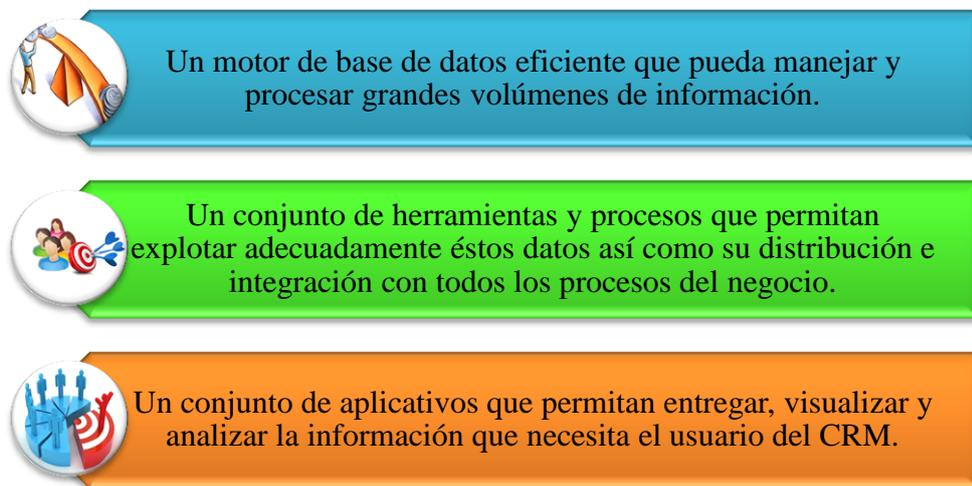 Un motor de base de datos eficiente que pueda manejar y
procesar grandes volúmenes de información.
Un conjunto de herramientas y procesos que permitan
explotar adecuadamente éstos datos así como su distribución e
integración con todos los procesos del negocio.
Un conjunto de aplicativos que permitan entregar, visualizar y
analizar la información que necesita el usuario del CRM.